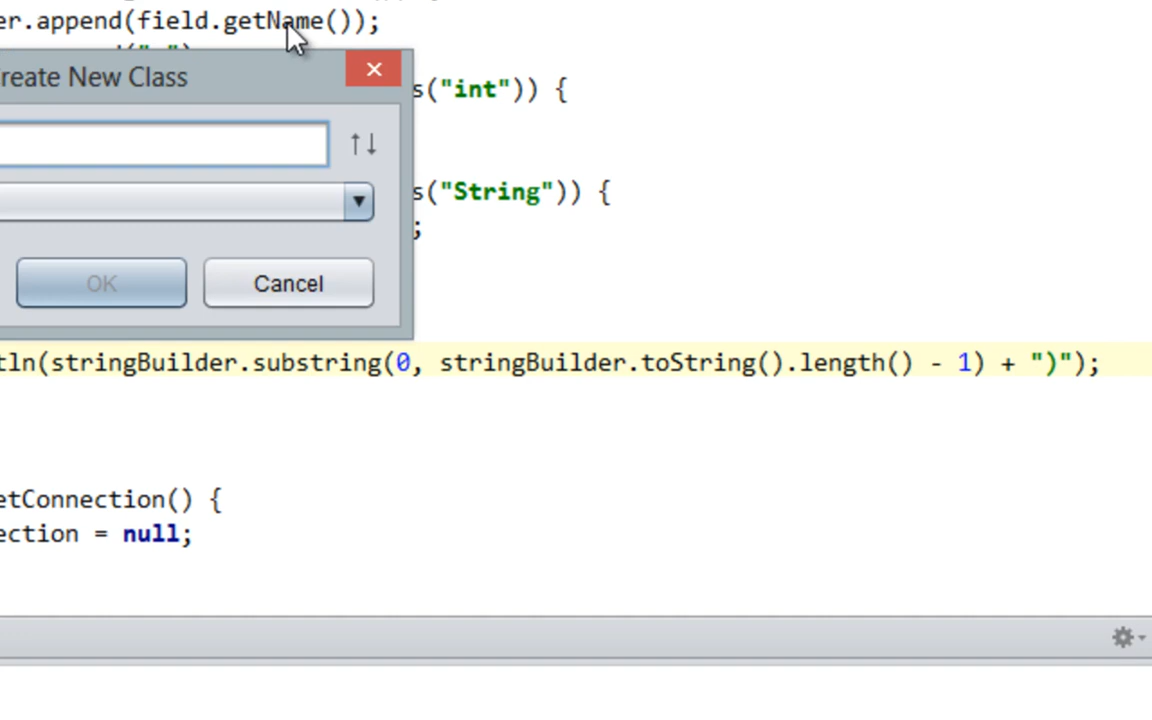 er.append(field.getName());
reate New Class
s("int")) {
s("String")) {
;
OK
Cancel
tln(stringBuilder.substring(0, stringBuilder.toString().length() - 1) + ")");
etConnection() {
ection = null;